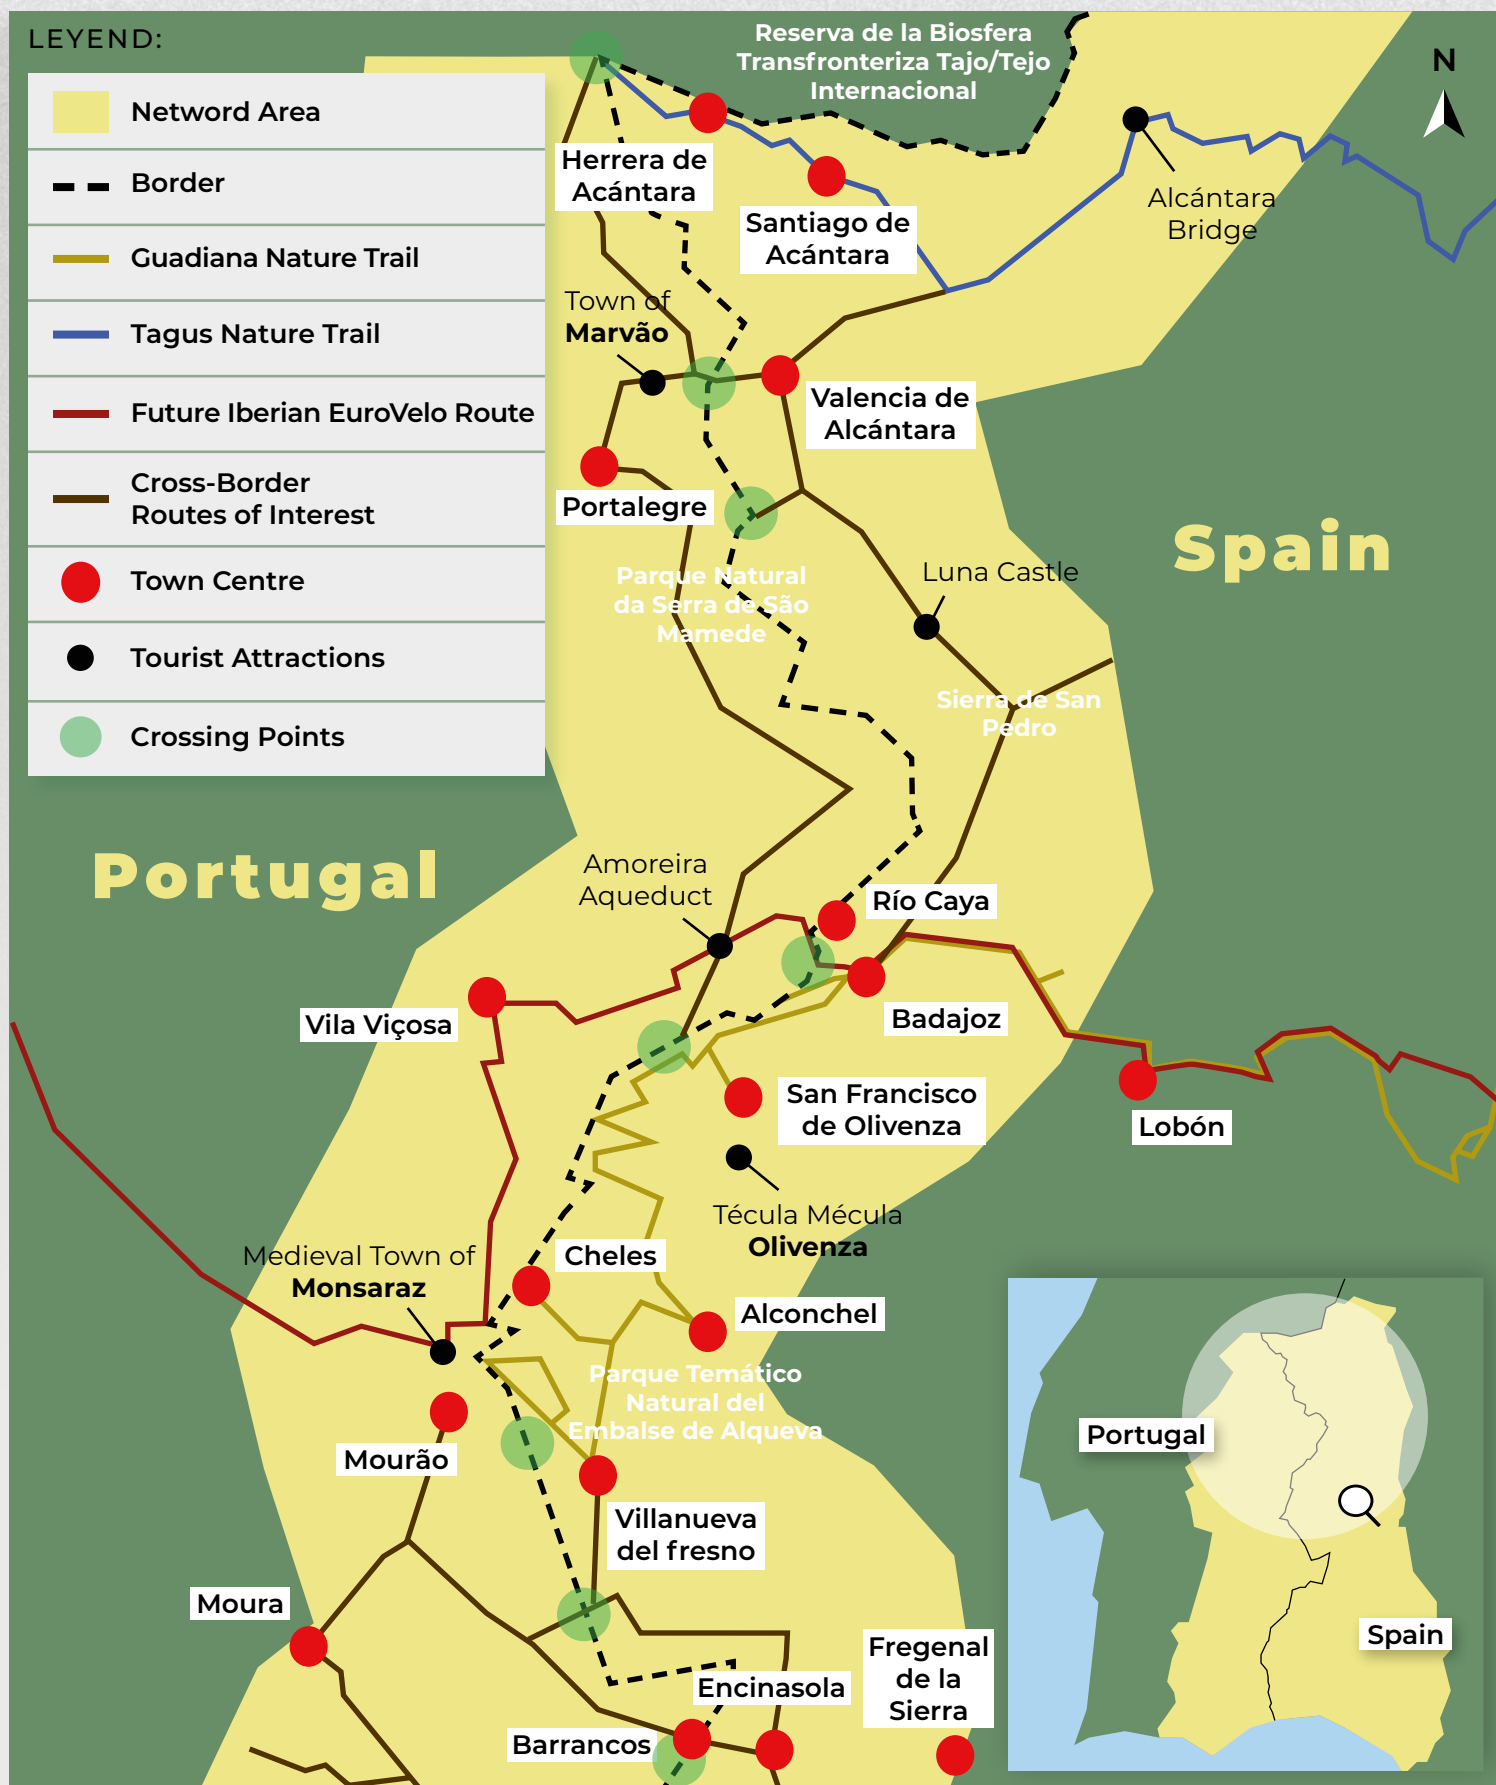 LEYEND:
Netword Area
Border
Guadiana Nature Trail
Tagus Nature Trail
Future Iberian EuroVelo Route
Cross-Border
Routes of Interest
Town Centre
Tourist Attractions
Crossing Points
Reserva de la Biosfera
Transfronteriza Tajo/Tejo
Internacional
N
Herrera de
Acántara
Santiago de
Acántara
Alcántara
Bridge
Town of
Marvão
Valencia de
Alcántara
Portalegre
Spain
Luna Castle
Parque Natural
da Serra de São
Mamede
Sierra de San
Pedro
Portugal
Amoreira
Aqueduct
Río Caya
Vila Viçosa
Badajoz
San Francisco
de Olivenza
Lobón
Técula Mécula
Olivenza
Medieval Town of
Monsaraz
Cheles
Alconchel
Parque Temático
Natural del
Embalse de Alqueva
Mourão
Villanueva
del fresno
Moura
Fregenal
de la
Sierra
Encinasola
Barrancos
Portugal
Spain